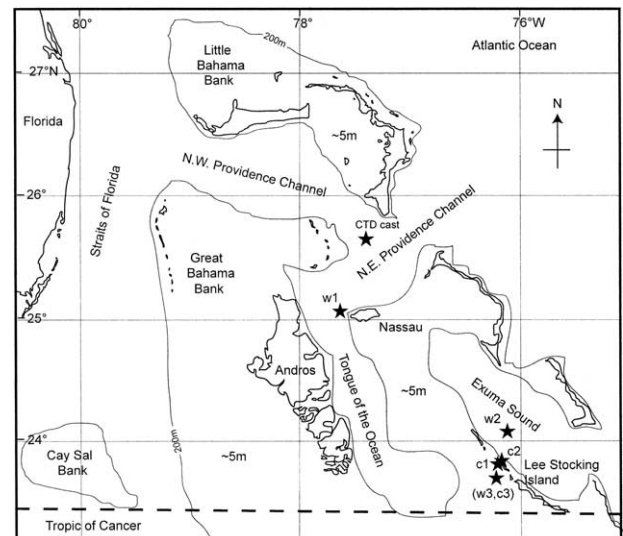 80°
78°
76°W
Little
Bahama
Bank
200m
Atlantic Ocean
27°N
Florida
~5m
N
N.W. Providence Channel
26°
Straits of Florida
CTD cast
N.E. Providence Channel
Great
Bahama
Bank
w1
25°
Nassau
Andros
Tongue of the Ocean
~5m
Exuma Sound
w2
24°
200m
~5m
Cay Sal
Bank
c2
c1
Lee Stocking
Island
(w3,c3)
Tropic of Cancer